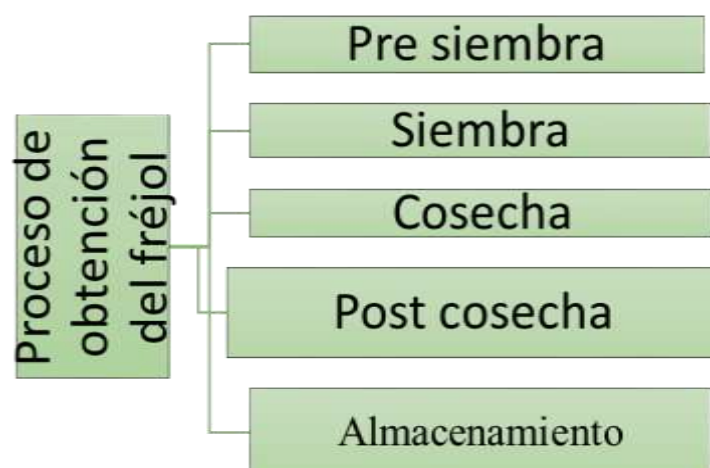 Proceso de
obtención
del fréjol
Pre siembra
Siembra
Cosecha
Post cosecha
Almacenamiento